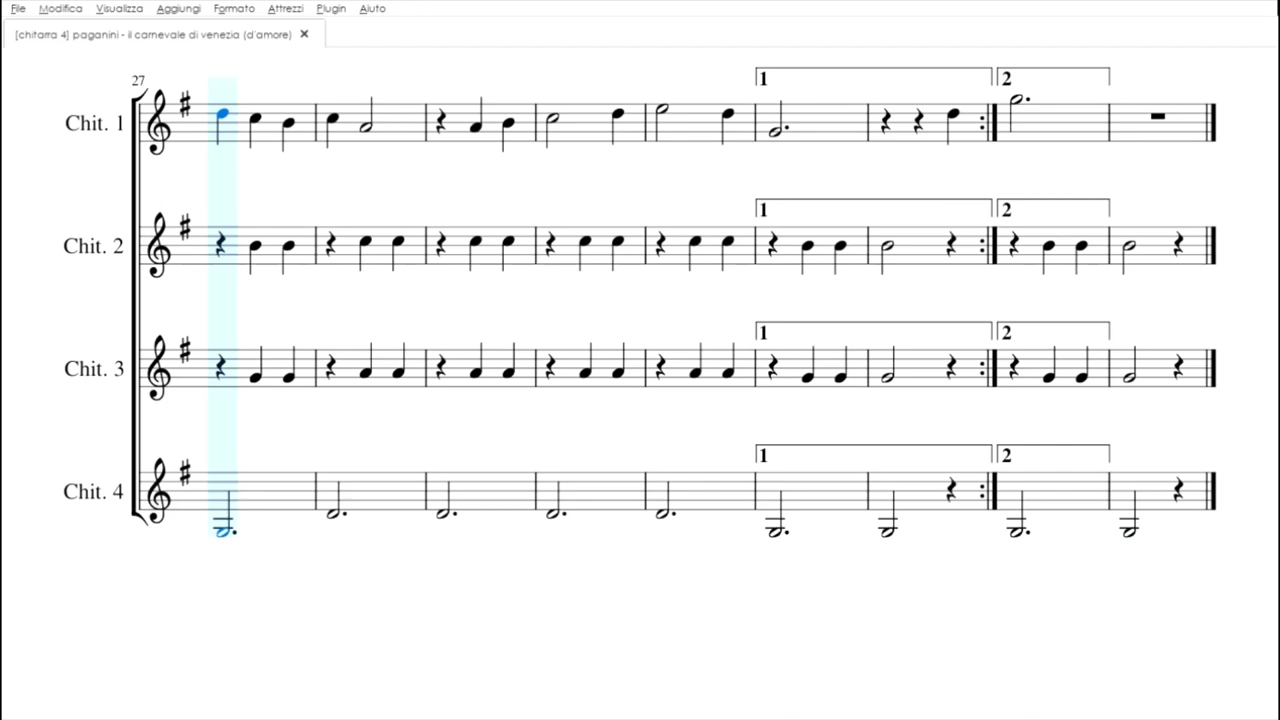 File Modifica Visualizza Aggiungi Formato Attrezzi Plugin Aiuto
[chitarra 4] paganini - il carnevale di venezia (d'amore) ×
27
1 2
Chit. 1
1 2
Chit. 2
1 2
Chit. 3
1 2
Chit. 4